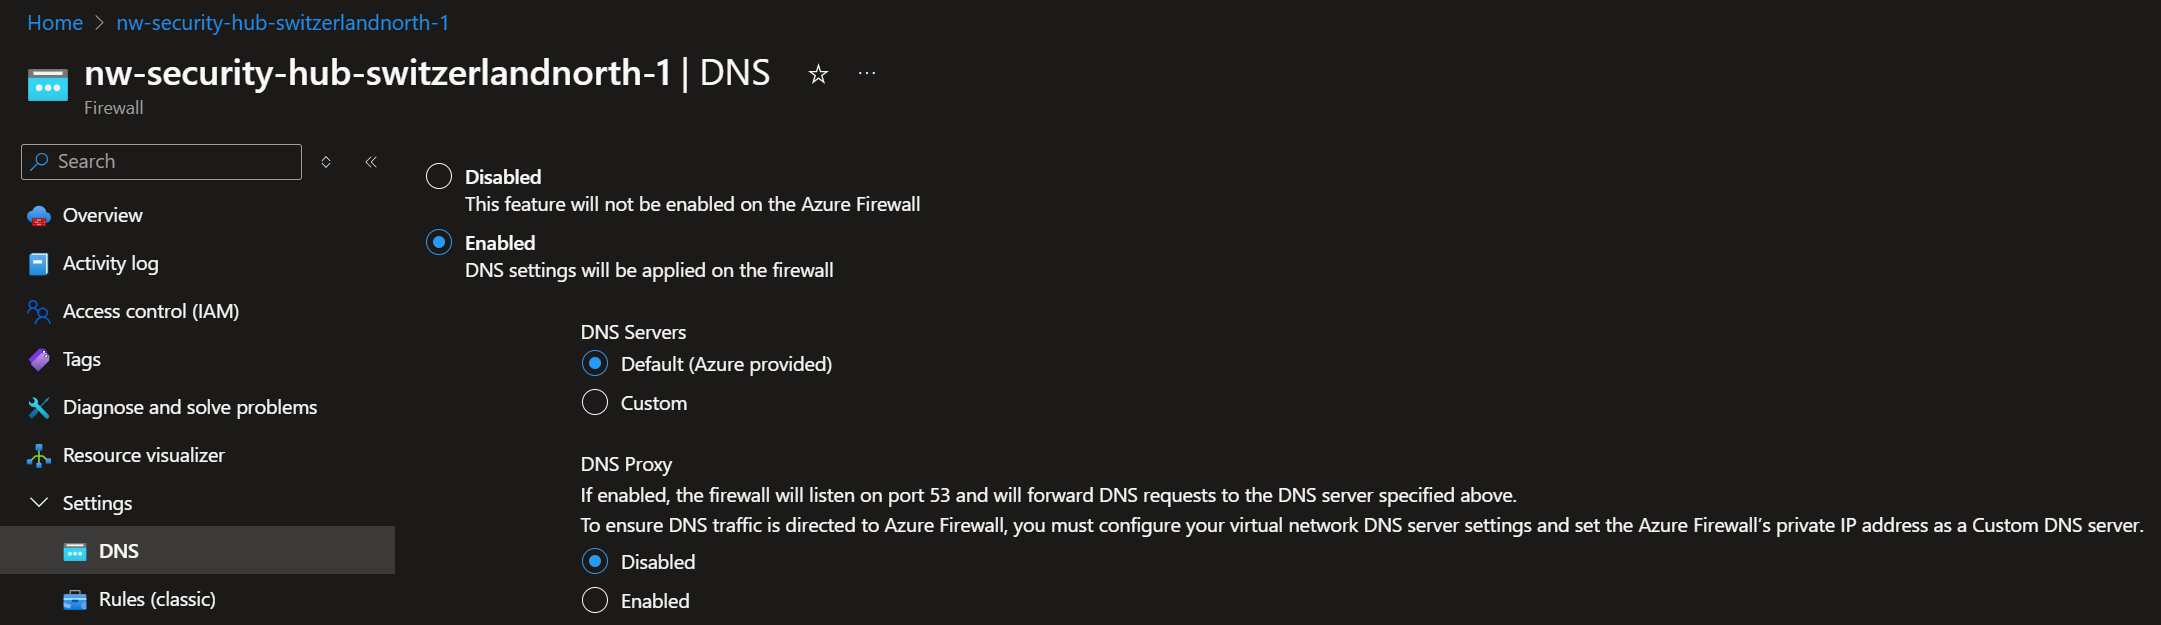 Home > nw-security-hub-switzerlandnorth-1
nw-security-hub-switzerlandnorth-1 | DNS
Firewall
Search
Overview
Activity log
Access control (IAM)
Tags
Diagnose and solve problems
Resource visualizer
Settings
DNS
Rules (classic)
Disabled
This feature will not be enabled on the Azure Firewall
Enabled
DNS settings will be applied on the firewall
DNS Servers
Default (Azure provided)
Custom
DNS Proxy
If enabled, the firewall will listen on port 53 and will forward DNS requests to the DNS server specified above.
To ensure DNS traffic is directed to Azure Firewall, you must configure your virtual network DNS server settings and set the Azure Firewall’s private IP address as a Custom DNS server.
Disabled
Enabled